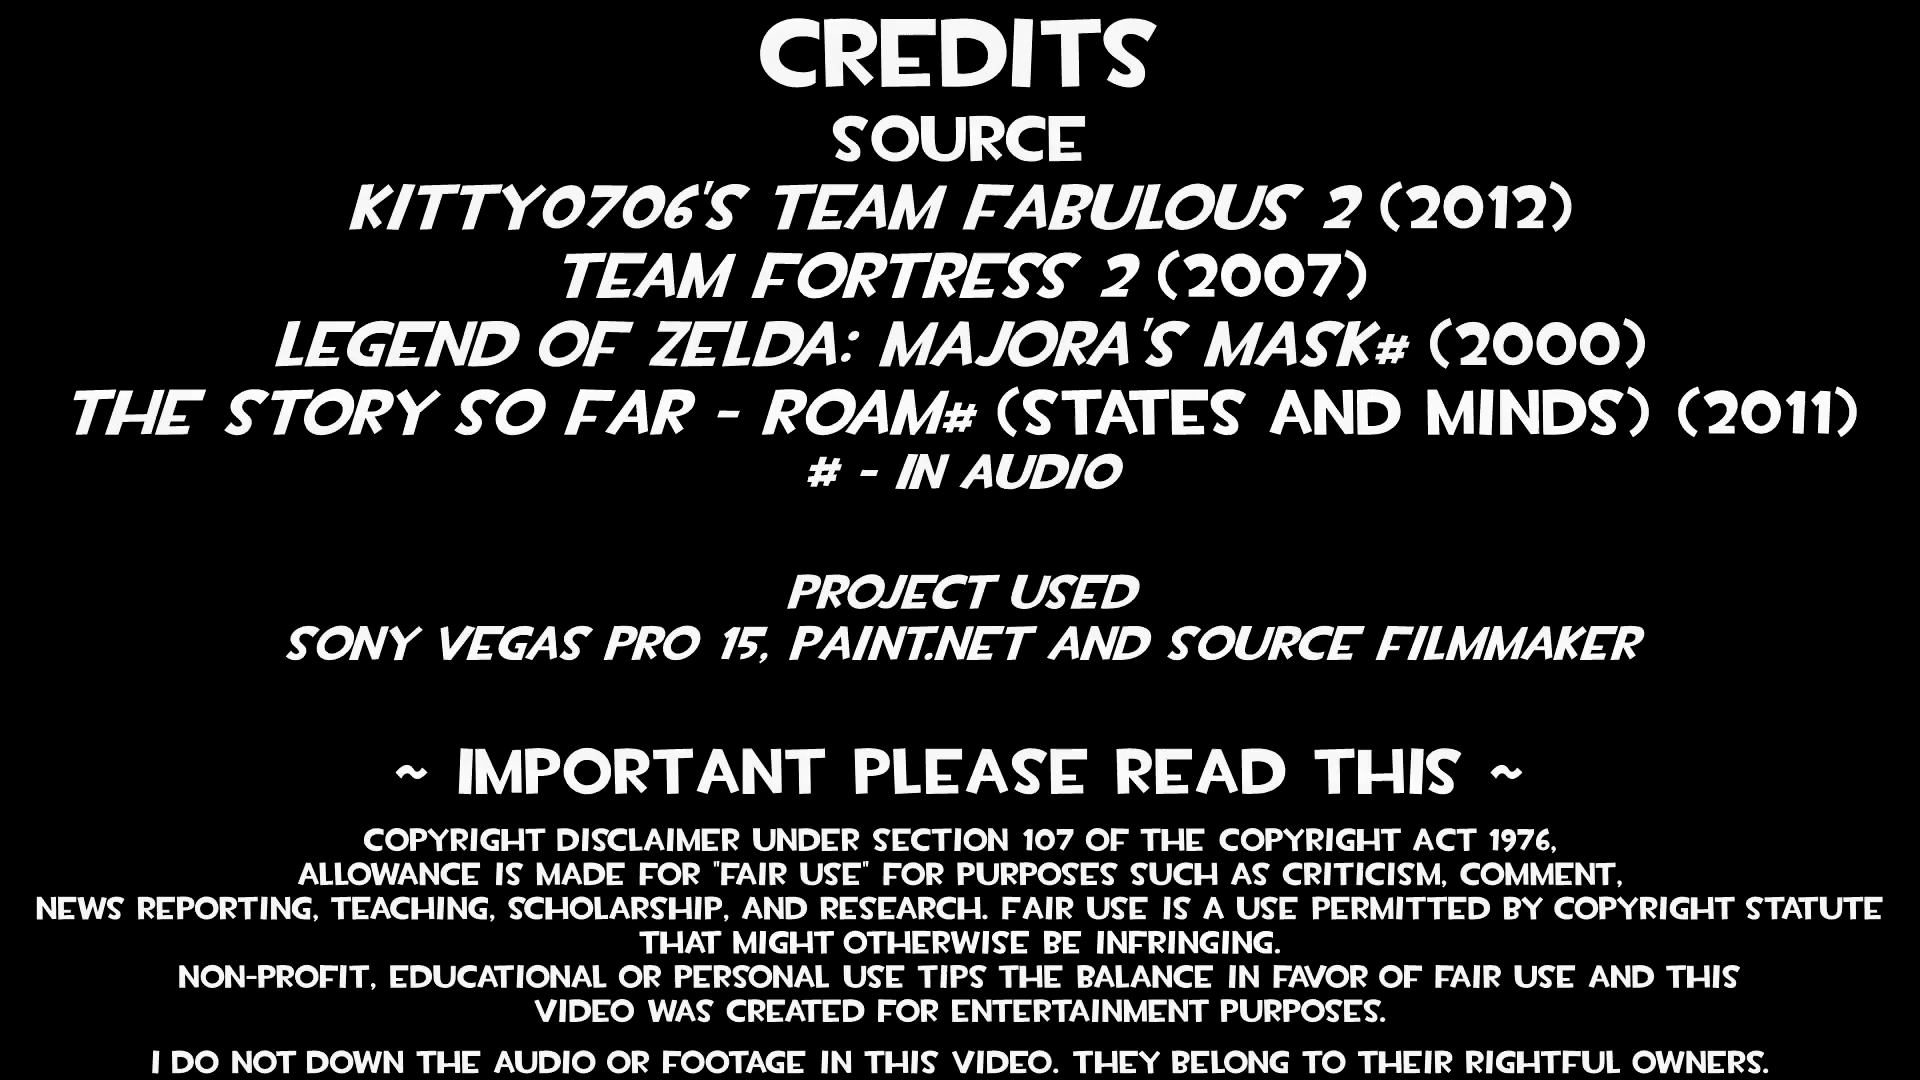 CREDITS
SOURCE
KITTY0706'S TEAM FABULOUS 2 (2012)
TEAM FORTRESS 2 (2007)
LEGEND OF ZELDA: MAJORA'S MASK# (2000)
THE STORY SO FAR - ROAM# (STATES AND MINDS) (2011)
# - IN AUDIO
PROJECT USED
SONY VEGAS PRO 15, PAINT.NET AND SOURCE FILMMAKER
~ IMPORTANT PLEASE READ THIS ~
COPYRIGHT DISCLAIMER UNDER SECTION 107 OF THE COPYRIGHT ACT 1976,
ALLOWANCE IS MADE FOR "FAIR USE" FOR PURPOSES SUCH AS CRITICISM, COMMENT,
NEWS REPORTING, TEACHING, SCHOLARSHIP, AND RESEARCH. FAIR USE IS A USE PERMITTED BY COPYRIGHT STATUTE
THAT MIGHT OTHERWISE BE INFRINGING.
NON-PROFIT, EDUCATIONAL OR PERSONAL USE TIPS THE BALANCE IN FAVOR OF FAIR USE AND THIS
VIDEO WAS CREATED FOR ENTERTAINMENT PURPOSES.
I DO NOT DOWN THE AUDIO OR FOOTAGE IN THIS VIDEO. THEY BELONG TO THEIR RIGHTFUL OWNERS.